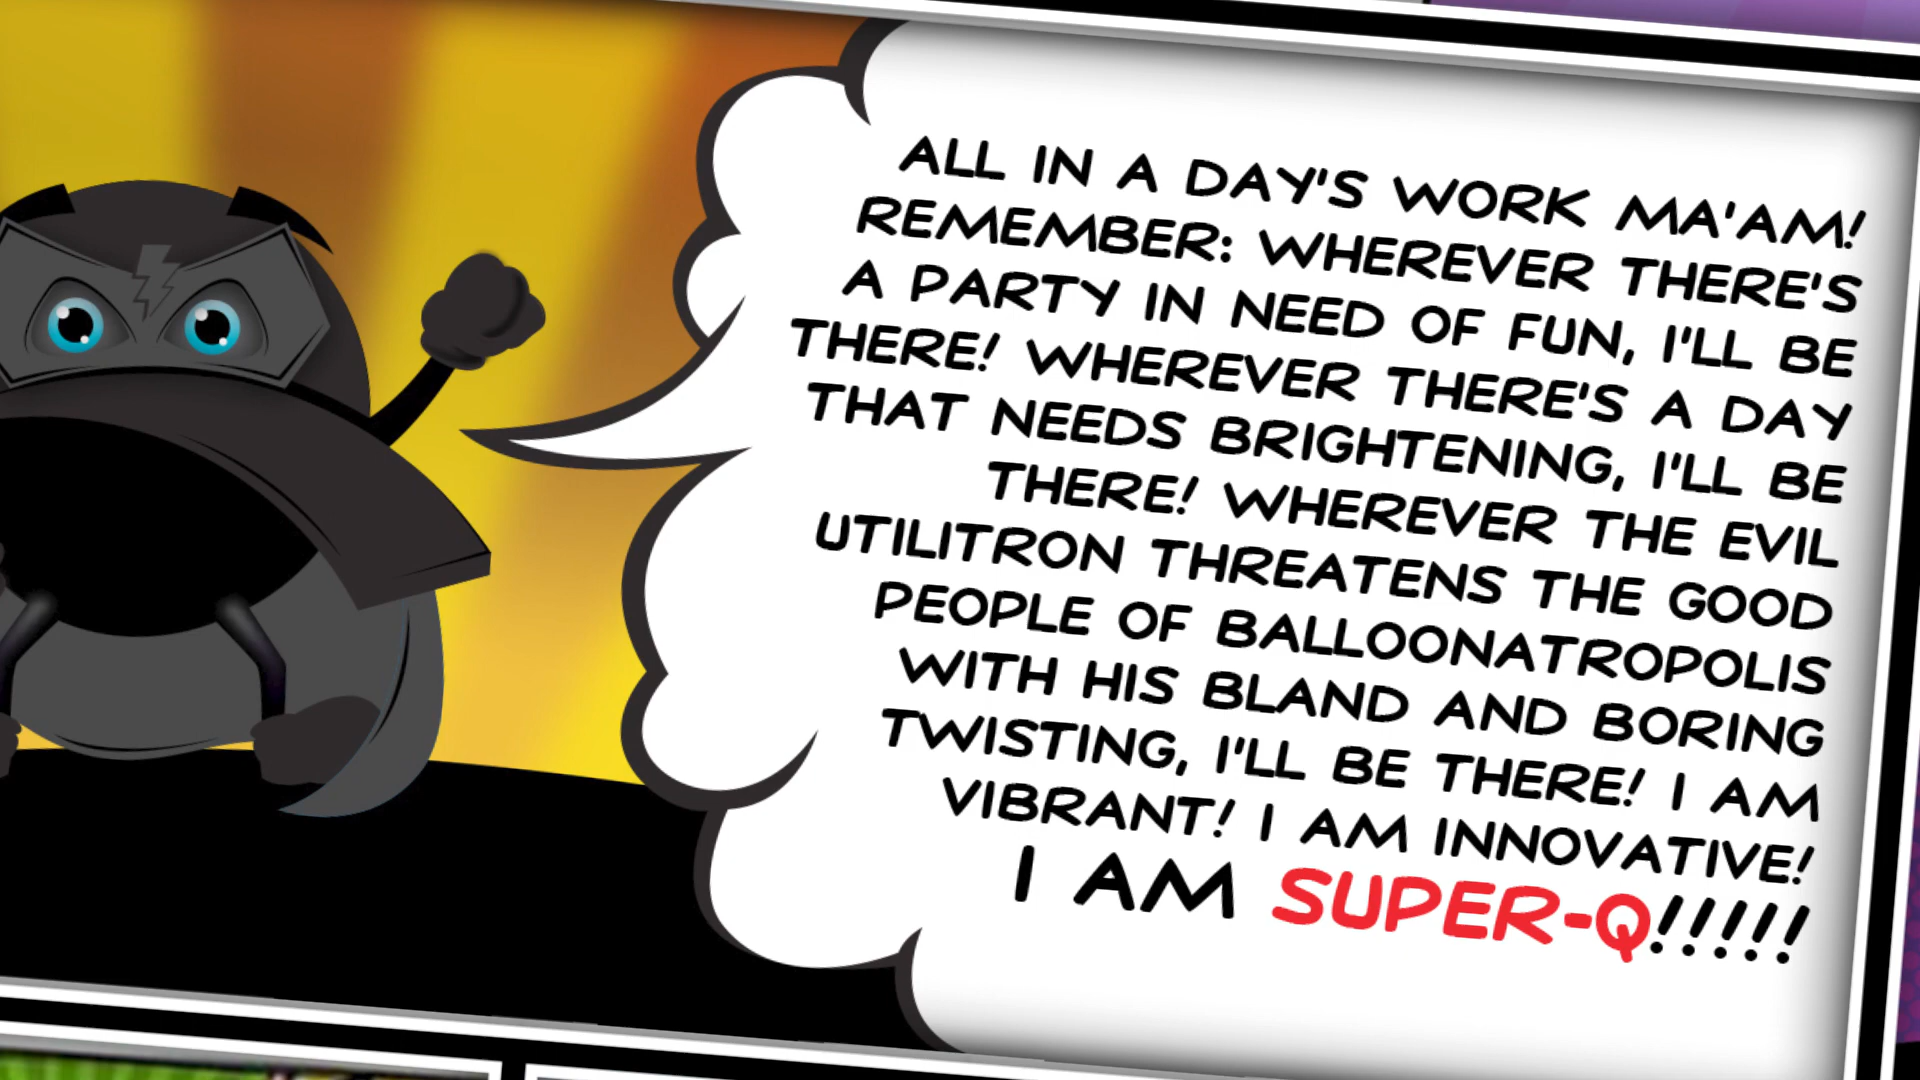 ALL IN A DAY'S WORK MA'AM!
REMEMBER: WHEREVER THERE'S
A PARTY IN NEED OF FUN, I'LL BE
THERE! WHEREVER THERE'S A DAY
THAT NEEDS BRIGHTENING, I'LL BE
THERE! WHEREVER THE EVIL
UTILITRON THREATENS THE GOOD
PEOPLE OF BALLOONATROPOLIS
WITH HIS BLAND AND BORING
TWISTING, I'LL BE THERE! I AM
VIBRANT! I AM INNOVATIVE!
I AM SUPER-Q!!!!!